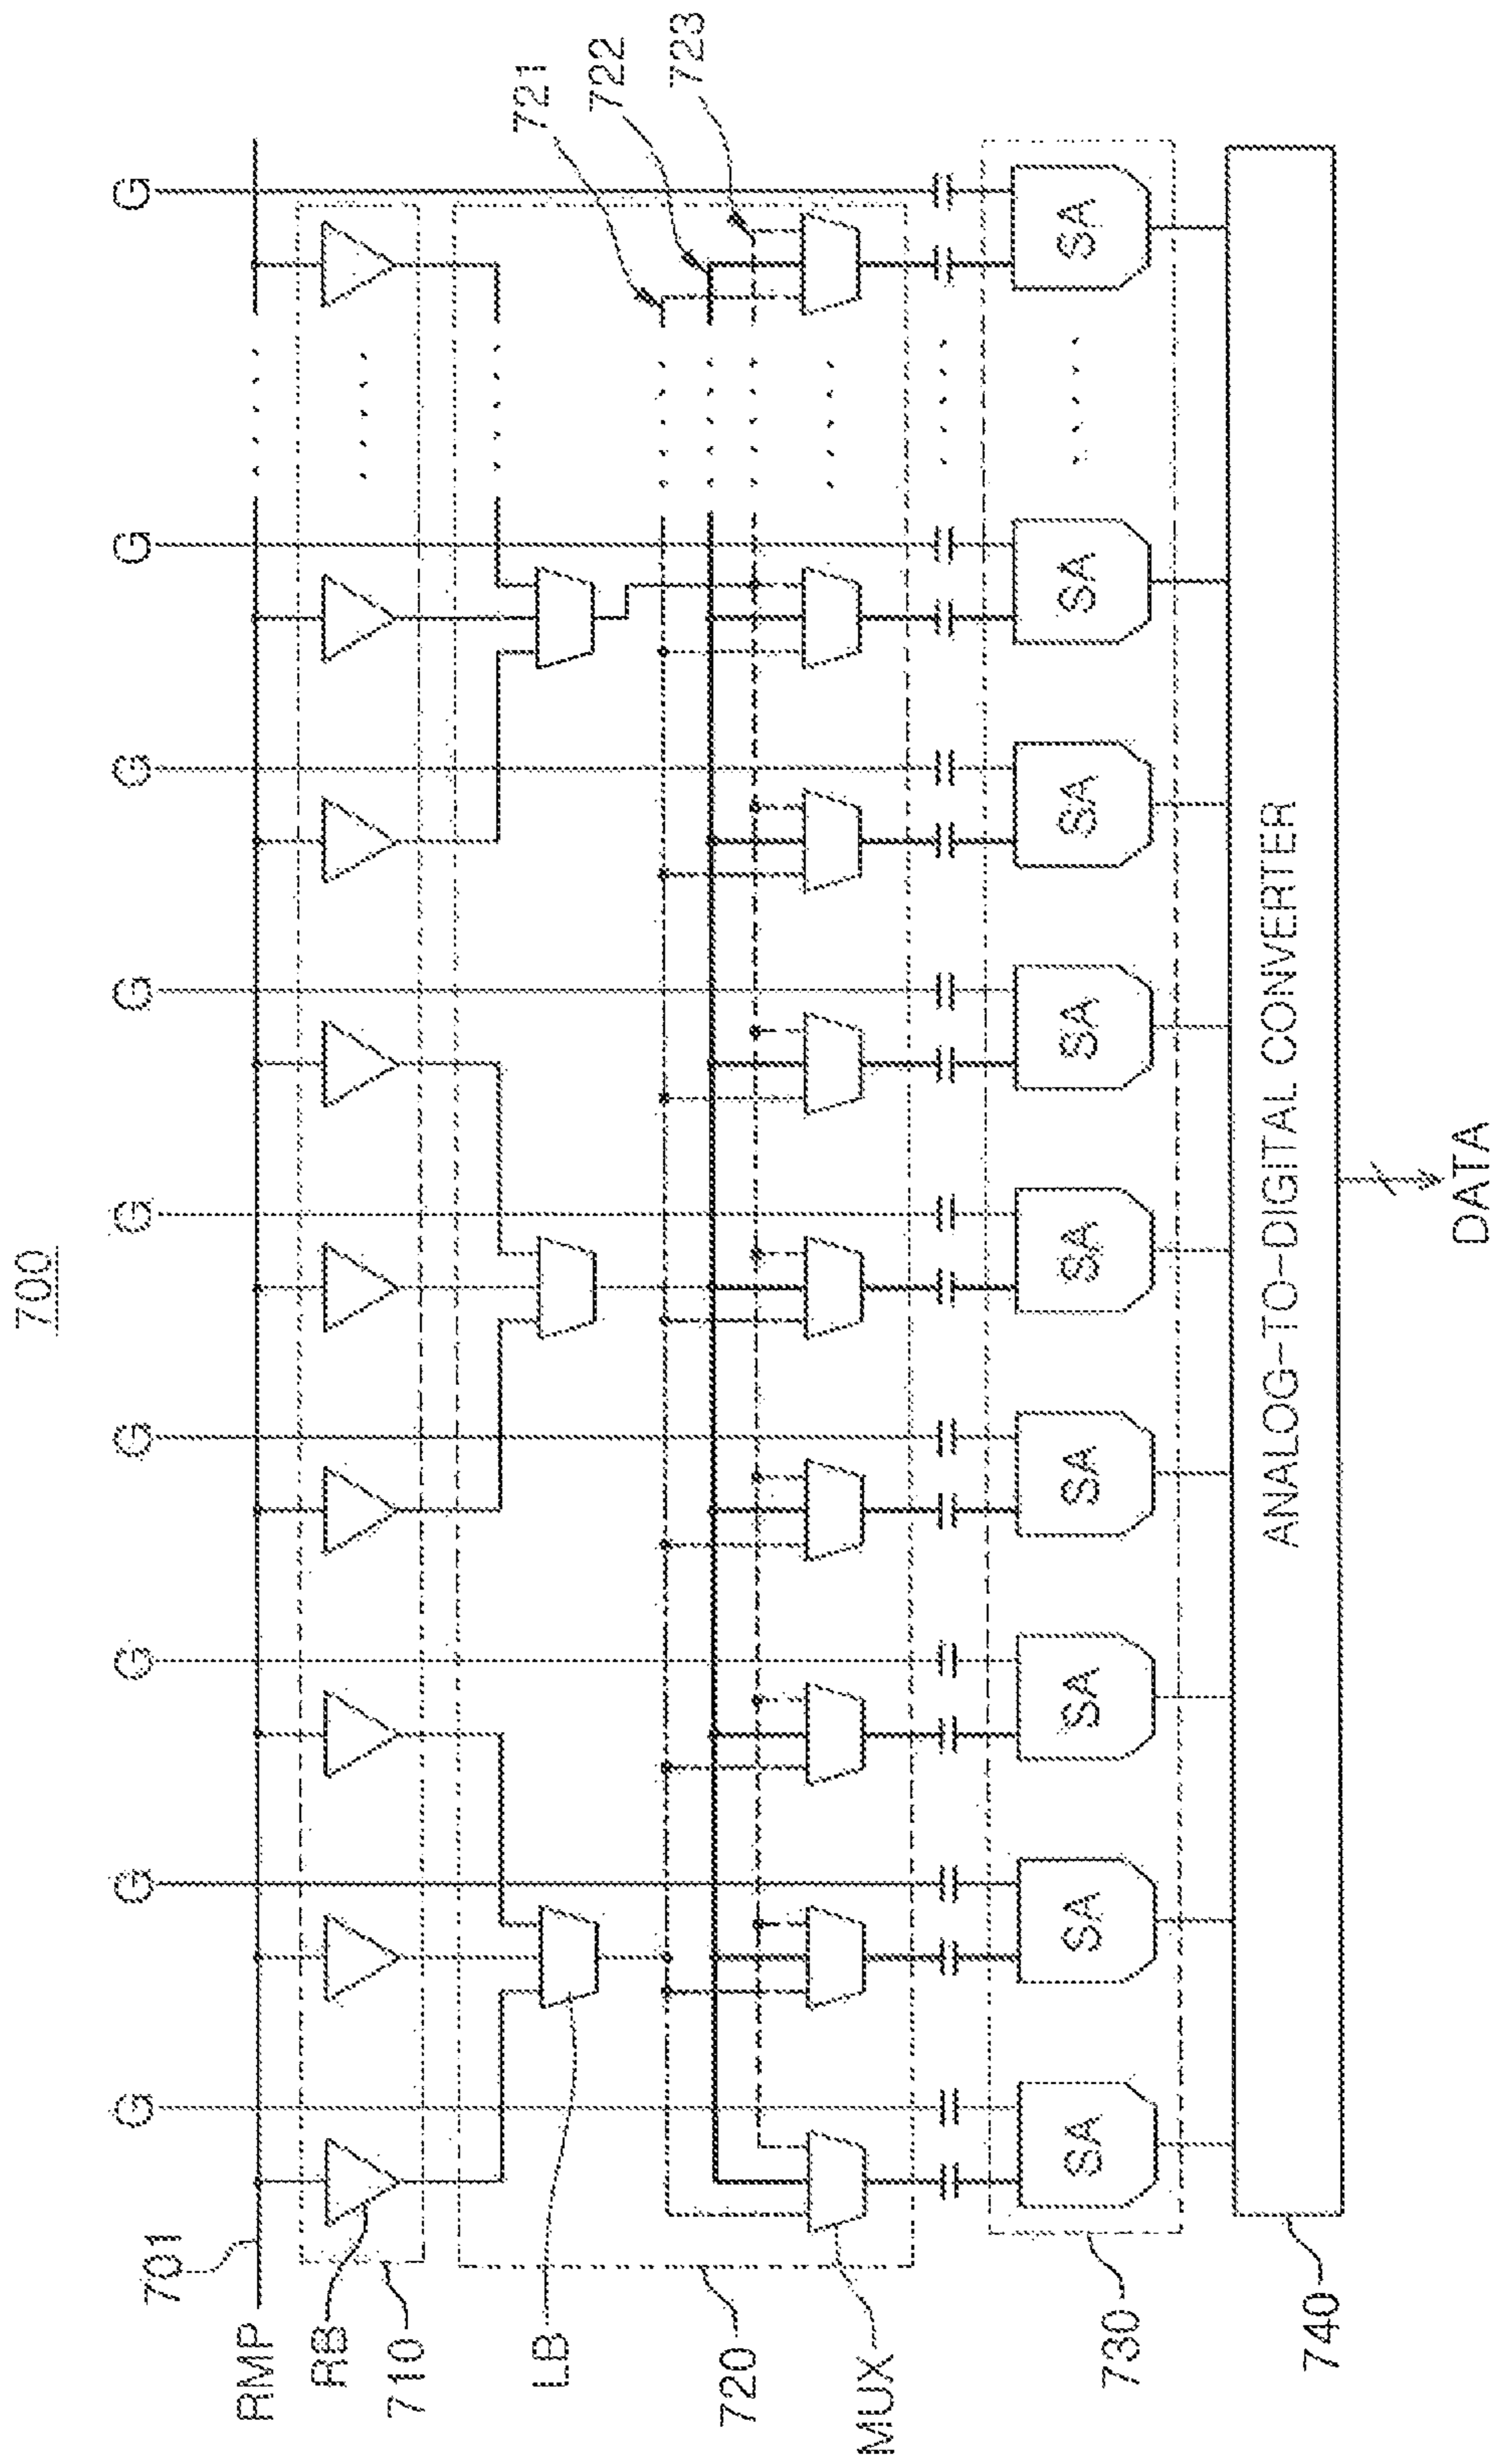 700
G G G G G G G G G
701
RMP
RB
710
LB
721
722
723
720
MUX
SA SA SA SA SA SA SA SA SA
730
ANALOG-TO-DIGITAL CONVERTER
740
DATA